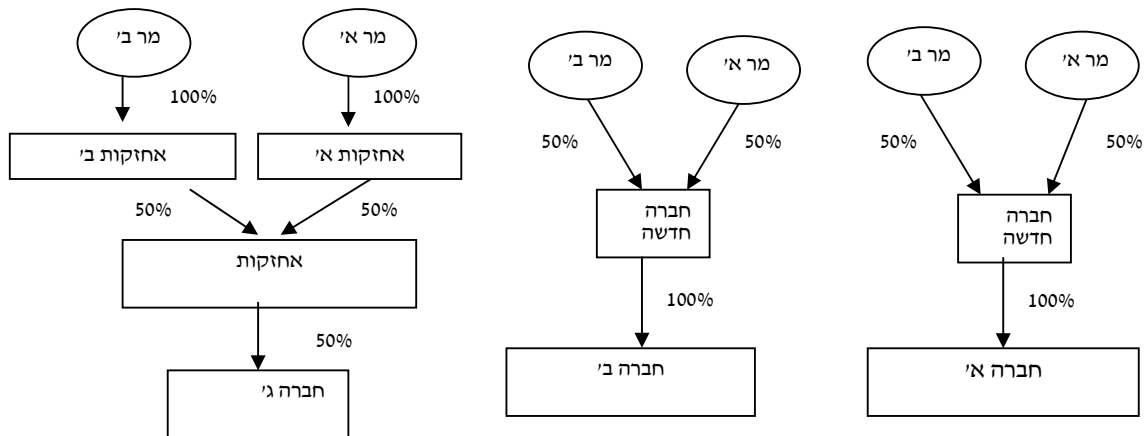 מר א׳
מר ב׳
50%
50%
חברה
חדשה
100%
חברה א׳
מר א׳
מר ב׳
50%
50%
חברה
חדשה
100%
חברה ב׳
מר א׳
מר ב׳
100%
100%
אחזקות א׳
אחזקות ב׳
50%
50%
אחזקות
50%
חברה ג׳